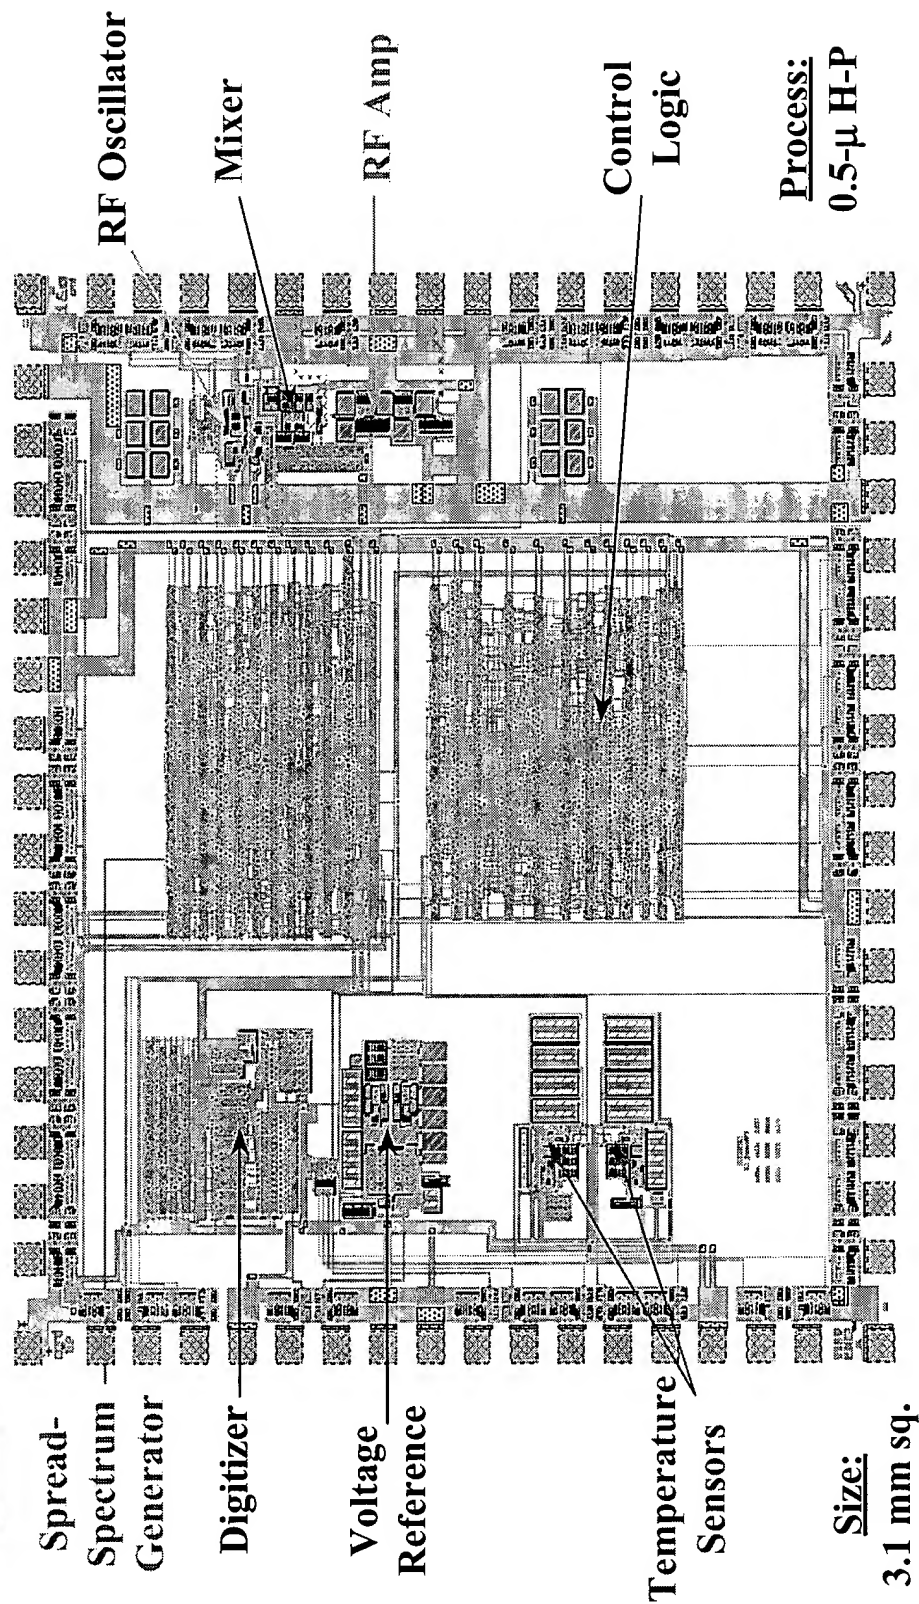 Spread-
Spectrum
Generator
Digitizer
Voltage
Reference
Temperature
Sensors
Size:
3.1 mm sq.
RF Oscillator
Mixer
RF Amp
Control
Logic
Process:
0.5-μ H-P